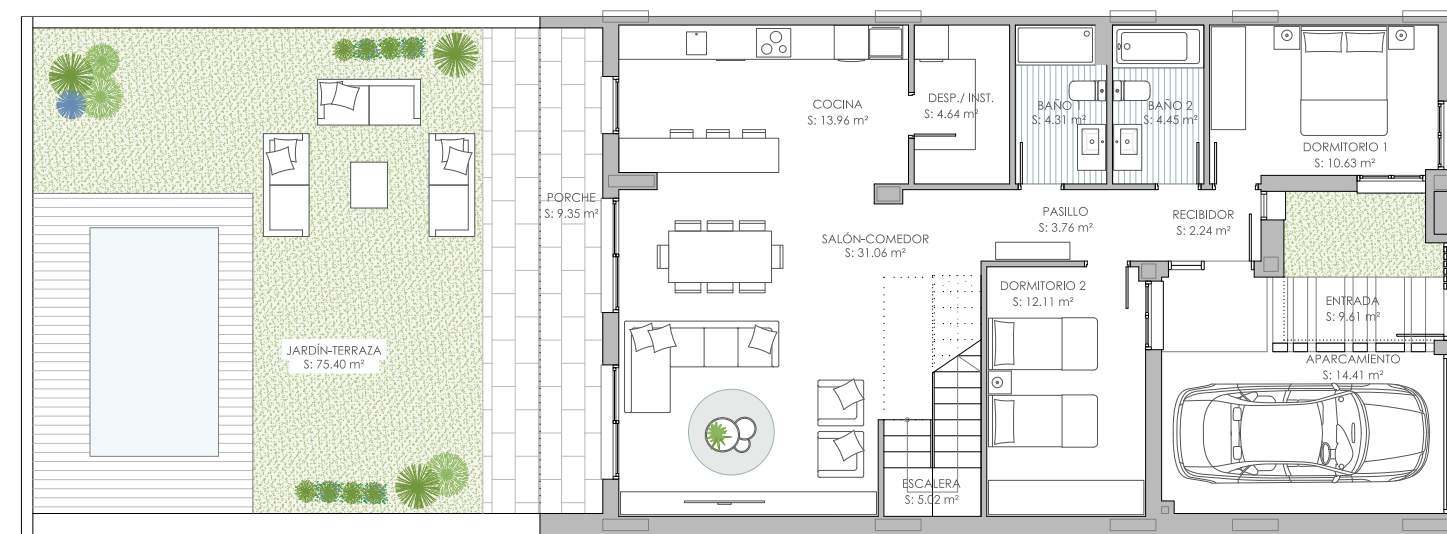 COCINA
S: 13.96 m²
DESP./ INST.
S: 4.64 m²
BAÑO 1
S: 4.31 m²
BAÑO 2
S: 4.45 m²
DORMITORIO 1
S: 10.63 m²
PORCHE
S: 9.35 m²
SALÓN-COMEDOR
S: 31.06 m²
PASILLO
S: 3.76 m²
RECIBIDOR
S: 2.24 m²
DORMITORIO 2
S: 12.11 m²
ENTRADA
S: 9.61 m²
JARDÍN-TERRAZA
S: 75.40 m²
APARCAMIENTO
S: 14.41 m²
ESCALERA
S: 5.02 m²